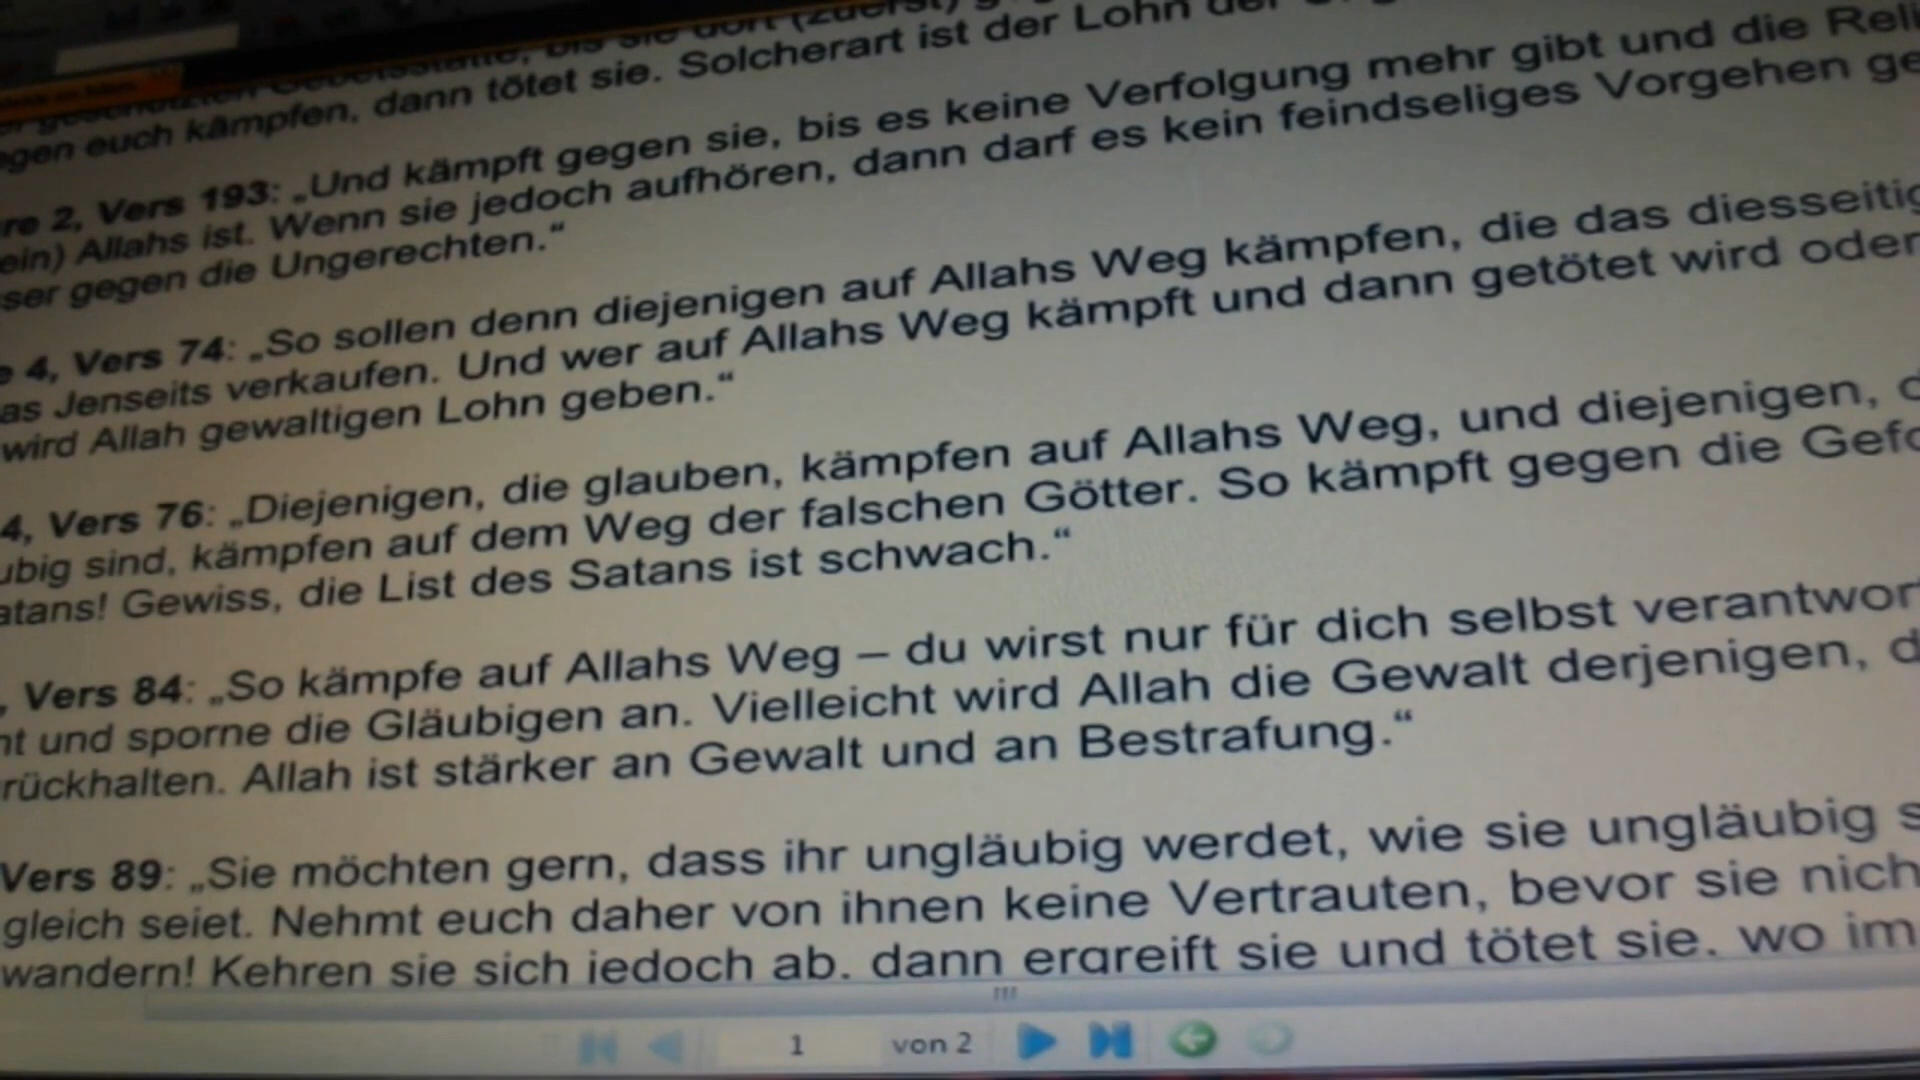 bis sie dort (zuerst)
gegen euch kämpfen, dann tötet sie. Solcherart ist der Lohn der
re 2, Vers 193: „Und kämpft gegen sie, bis es keine Verfolgung mehr gibt und die Reli
ein) Allahs ist. Wenn sie jedoch aufhören, dann darf es kein feindseliges Vorgehen ge
ser gegen die Ungerechten.“
e 4, Vers 74: „So sollen denn diejenigen auf Allahs Weg kämpfen, die das diesseitig
as Jenseits verkaufen. Und wer auf Allahs Weg kämpft und dann getötet wird oder
wird Allah gewaltigen Lohn geben.“
4, Vers 76: „Diejenigen, die glauben, kämpfen auf Allahs Weg, und diejenigen, d
ubig sind, kämpfen auf dem Weg der falschen Götter. So kämpft gegen die Gefo
atans! Gewiss, die List des Satans ist schwach.“
, Vers 84: „So kämpfe auf Allahs Weg – du wirst nur für dich selbst verantwort
ht und sporne die Gläubigen an. Vielleicht wird Allah die Gewalt derjenigen, d
rückhalten. Allah ist stärker an Gewalt und an Bestrafung.“
Vers 89: „Sie möchten gern, dass ihr ungläubig werdet, wie sie ungläubig s
gleich seiet. Nehmt euch daher von ihnen keine Vertrauten, bevor sie nich
wandern! Kehren sie sich jedoch ab, dann ergreift sie und tötet sie, wo im
1 von 2